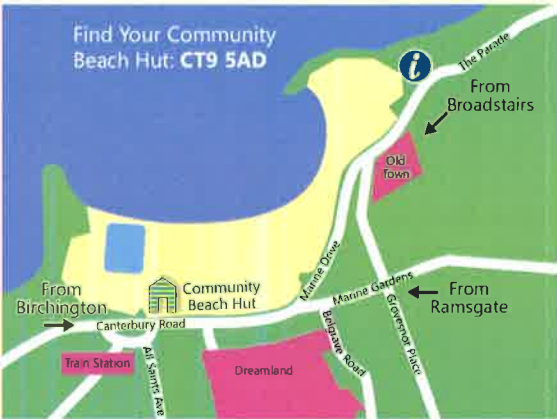 Find Your Community
Beach Hut: CT9 5AD
i
The Parade
From
Broadstairs
Old
Town
Marine Drive
Marine Gardens
From
Ramsgate
Grovesnor Place
Belgrave Road
From
Birchington
Community
Beach Hut
Canterbury Road
Train Station
All Saints Ave
Dreamland